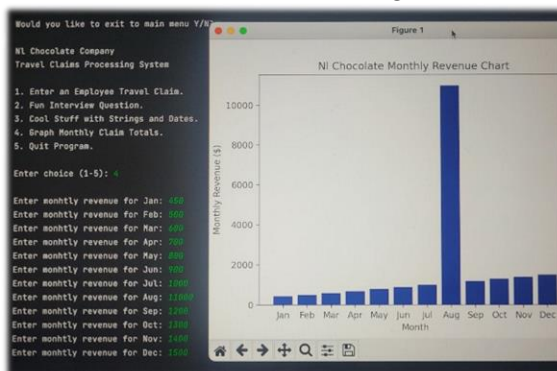 Would you like to exit to main menu Y/N
Nl Chocolate Company
Travel Claims Processing System
1. Enter an Employee Travel Claim.
2. Fun Interview Question.
3. Cool Stuff with Strings and Dates.
4. Graph Monthly Claim Totals.
5. Quit Program.
Enter choice (1-5): 4
Enter monhtly revenue for Jan: 450
Enter monhtly revenue for Feb: 500
Enter monhtly revenue for Mar: 600
Enter monhtly revenue for Apr: 700
Enter monhtly revenue for May: 800
Enter monhtly revenue for Jun: 900
Enter monhtly revenue for Jul: 1000
Enter monhtly revenue for Aug: 11000
Enter monhtly revenue for Sep: 1200
Enter monhtly revenue for Oct: 1300
Enter monhtly revenue for Nov: 1400
Enter monhtly revenue for Dec: 1500
Figure 1
Nl Chocolate Monthly Revenue Chart
Monthly Revenue ($)
10000
8000
6000
4000
2000
0
Jan Feb Mar Apr May Jun Jul Aug Sep Oct Nov Dec
Month